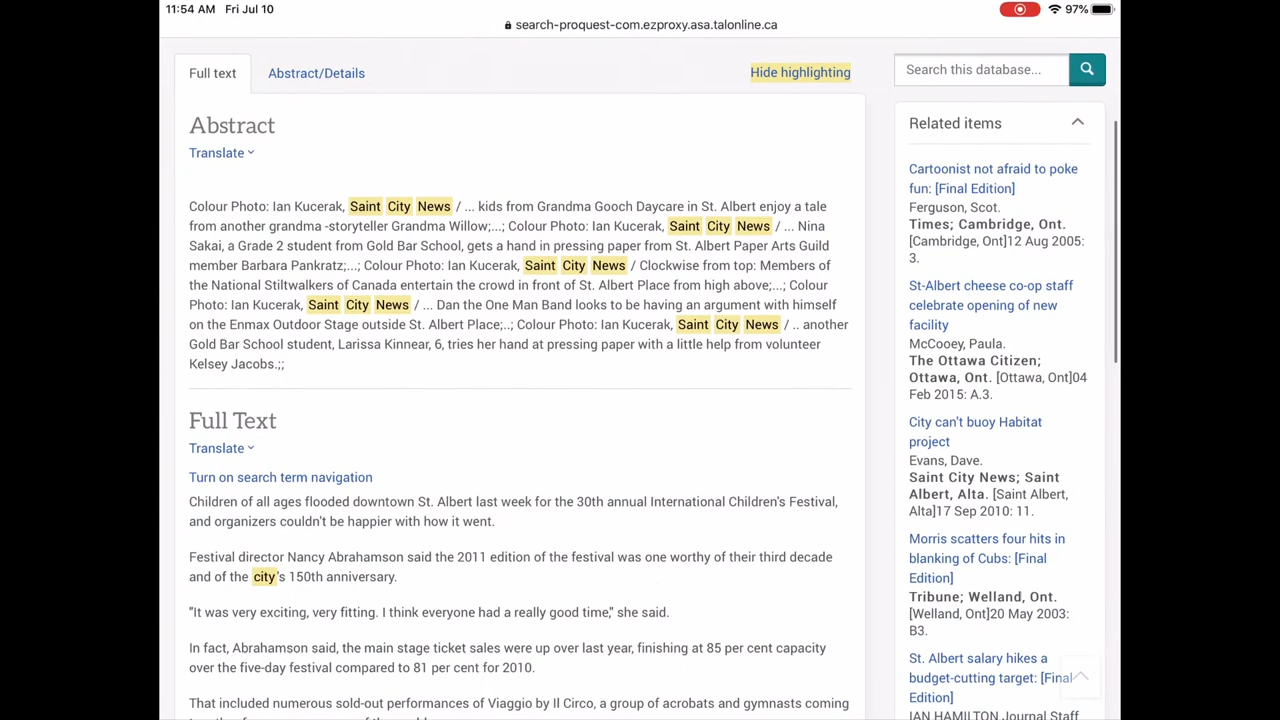 11:54 AM Fri Jul 10
97%
search-proquest-com.ezproxy.asa.talonline.ca
Full text
Abstract/Details
Hide highlighting
Abstract
Translate
Colour Photo: Ian Kucerak, Saint City News / ... kids from Grandma Gooch Daycare in St. Albert enjoy a tale
from another grandma -storyteller Grandma Willow;...; Colour Photo: Ian Kucerak, Saint City News / ... Nina
Sakai, a Grade 2 student from Gold Bar School, gets a hand in pressing paper from St. Albert Paper Arts Guild
member Barbara Pankratz;...; Colour Photo: Ian Kucerak, Saint City News / Clockwise from top: Members of
the National Stiltwalkers of Canada entertain the crowd in front of St. Albert Place from high above;...; Colour
Photo: Ian Kucerak, Saint City News / ... Dan the One Man Band looks to be having an argument with himself
on the Enmax Outdoor Stage outside St. Albert Place;..; Colour Photo: Ian Kucerak, Saint City News / .. another
Gold Bar School student, Larissa Kinnear, 6, tries her hand at pressing paper with a little help from volunteer
Kelsey Jacobs.;;
Full Text
Translate
Turn on search term navigation
Children of all ages flooded downtown St. Albert last week for the 30th annual International Children's Festival,
and organizers couldn't be happier with how it went.
Festival director Nancy Abrahamson said the 2011 edition of the festival was one worthy of their third decade
and of the city's 150th anniversary.
"It was very exciting, very fitting. I think everyone had a really good time," she said.
In fact, Abrahamson said, the main stage ticket sales were up over last year, finishing at 85 per cent capacity
over the five-day festival compared to 81 per cent for 2010.
That included numerous sold-out performances of Viaggio by Il Circo, a group of acrobats and gymnasts coming
Search this database...
Related items
Cartoonist not afraid to poke
fun: [Final Edition]
Ferguson, Scot.
Times; Cambridge, Ont.
[Cambridge, Ont]12 Aug 2005:
3.
St-Albert cheese co-op staff
celebrate opening of new
facility
McCooey, Paula.
The Ottawa Citizen;
Ottawa, Ont. [Ottawa, Ont]04
Feb 2015: A.3.
City can't buoy Habitat
project
Evans, Dave.
Saint City News; Saint
Albert, Alta. [Saint Albert,
Alta]17 Sep 2010: 11.
Morris scatters four hits in
blanking of Cubs: [Final
Edition]
Tribune; Welland, Ont.
[Welland, Ont]20 May 2003:
B3.
St. Albert salary hikes a
budget-cutting target: [Final
Edition]
IAN HAMILTON Journal Staff